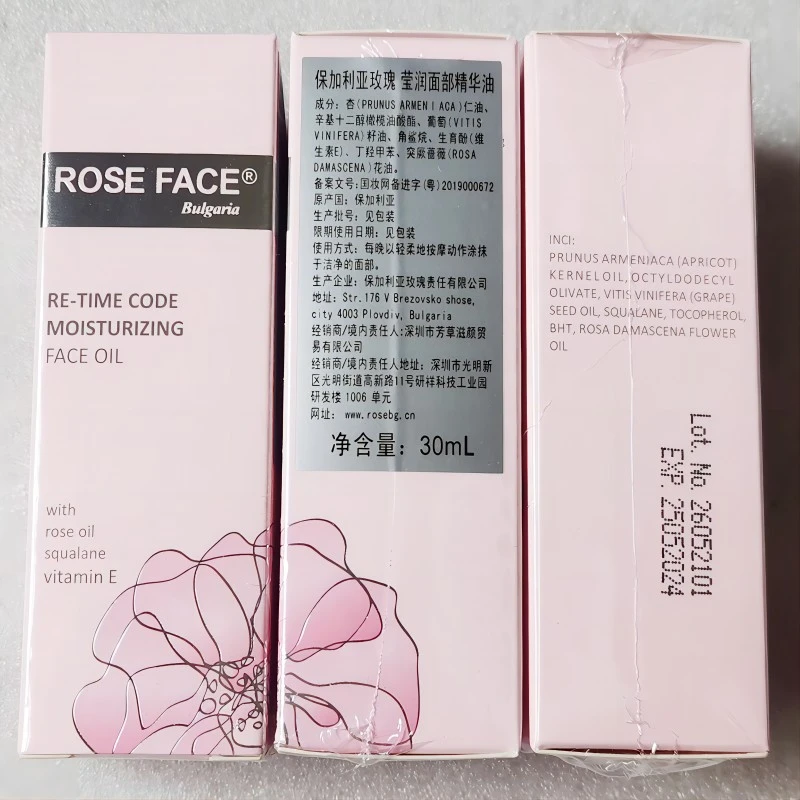 ROSE FACE®
Bulgaria
RE-TIME CODE
MOISTURIZING
FACE OIL
with
rose oil
squalane
vitamin E
保加利亚玫瑰 莹润面部精华油
成分：杏(PRUNUS ARMENIACA)仁油、
辛基十二醇橄榄油酸酯、葡萄(VITIS
VINIFERA)籽油、角鲨烷、生育酚(维
生素E)、丁羟甲苯、突厥蔷薇(ROSA
DAMASCENA)花油。
备案文号：国妆网备进字(粤)2019000672
原产国：保加利亚
生产批号：见包装
限期使用日期：见包装
使用方式：每晚以轻柔地按摩动作涂抹
于洁净的面部。
生产企业：保加利亚玫瑰责任有限公司
地址：Str.176 V Brezovsko shose,
city 4003 Plovdiv, Bulgaria
经销商/境内责任人：深圳市芳草滋颜贸
易有限公司
经销商/境内责任人地址：深圳市光明新
区光明街道高新路11号研祥科技工业园
研发楼 1006 单元
网址： www.rosebg.cn
净含量：30mL
INCI:
PRUNUS ARMENIACA (APRICOT)
KERNEL OIL, OCTYLDODECYL
OLIVATE, VITIS VINIFERA (GRAPE)
SEED OIL, SQUALANE, TOCOPHEROL,
BHT, ROSA DAMASCENA FLOWER
OIL
Lot. No. 26052101
EXP. 25052024